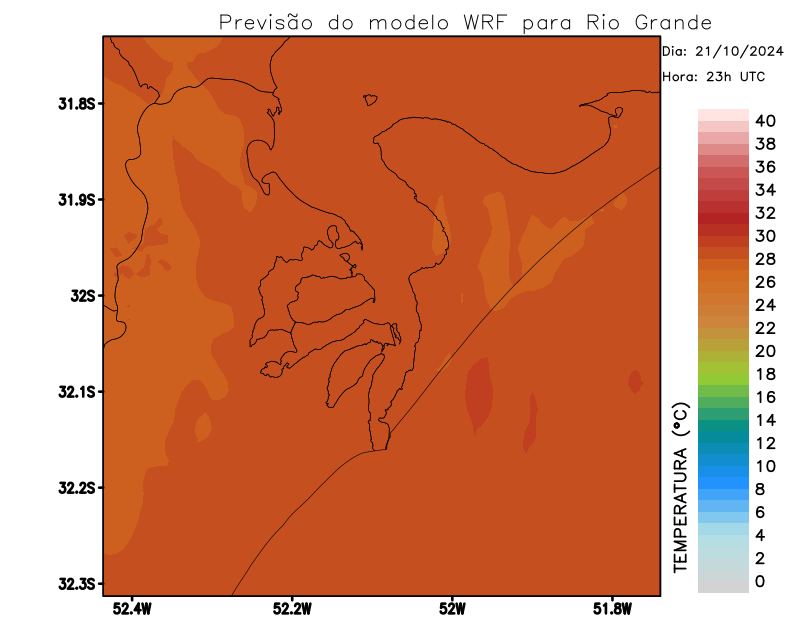 Previsão do modelo WRF para Rio Grande
Dia: 21/10/2024
Hora: 23h UTC
31.8S
31.9S
32S
32.1S
32.2S
32.3S
52.4W
52.2W
52W
51.8W
TEMPERATURA (°C)
40
38
36
34
32
30
28
26
24
22
20
18
16
14
12
10
8
6
4
2
0